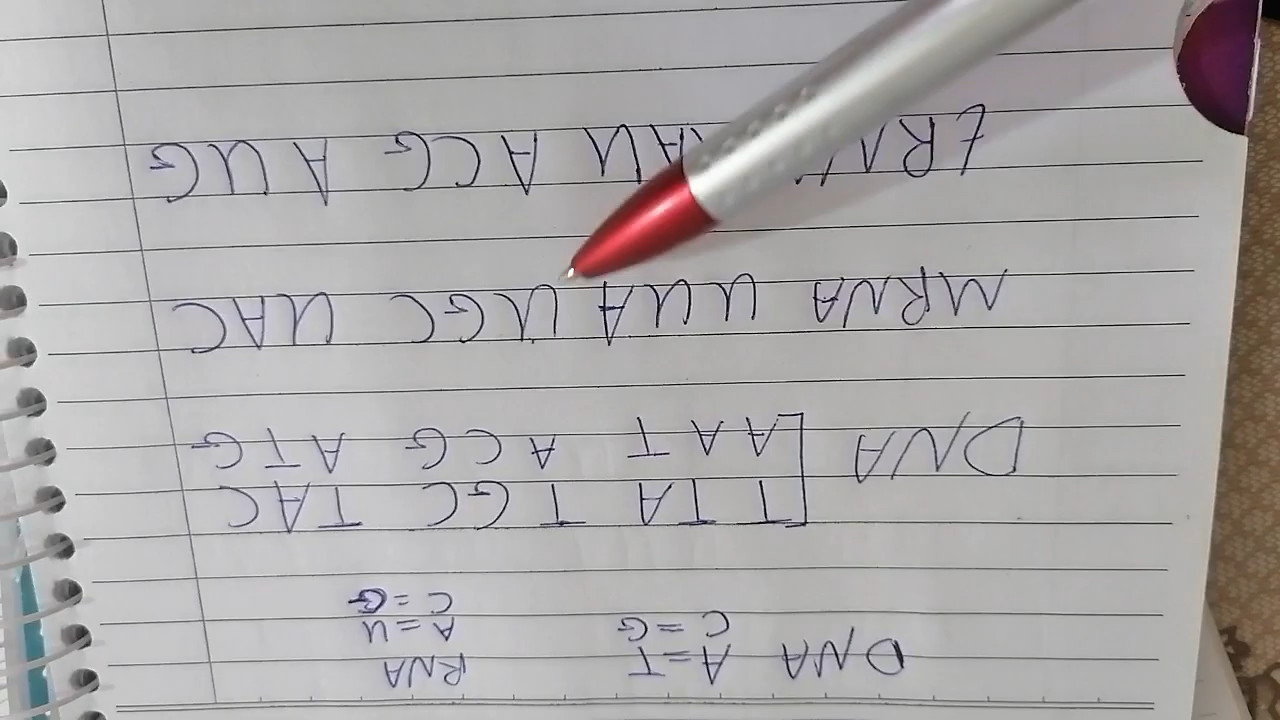 DNA A=T RNA
C=G A=U
C=G
TTA TGC TAC
DNA AAT ACG ATG
MRNA UUA UGC UAC
ACG AUG